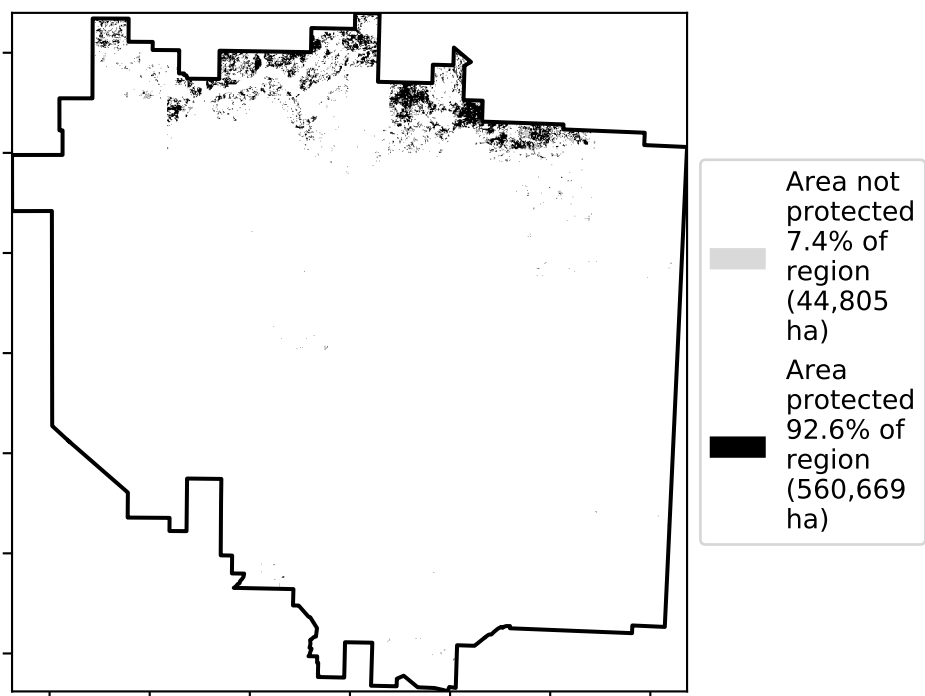 Area not
protected
7.4% of
region
(44,805
ha)
Area
protected
92.6% of
region
(560,669
ha)